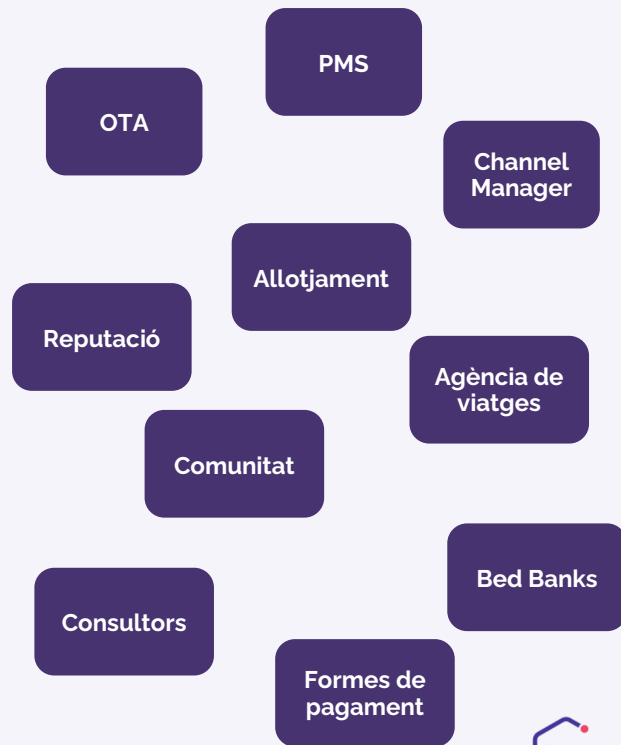 PMS
OTA
Channel
Manager
Allotjament
Reputació
Agència de
viatges
Comunitat
Bed Banks
Consultors
Formes de
pagament